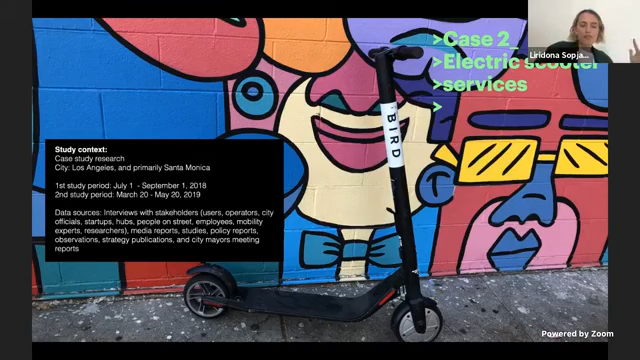 >Case 2_
>Electric scooter
>services
>
Liridona Sopja...
BIRD
Study context:
Case study research
City: Los Angeles, and primarily Santa Monica
1st study period: July 1 - September 1, 2018
2nd study period: March 20 - May 20, 2019
Data sources: Interviews with stakeholders (users, operators, city
officials, startups, hubs, people on street, employees, mobility
experts, researchers), media reports, studies, policy reports,
observations, strategy publications, and city mayors meeting
reports
Powered by Zoom